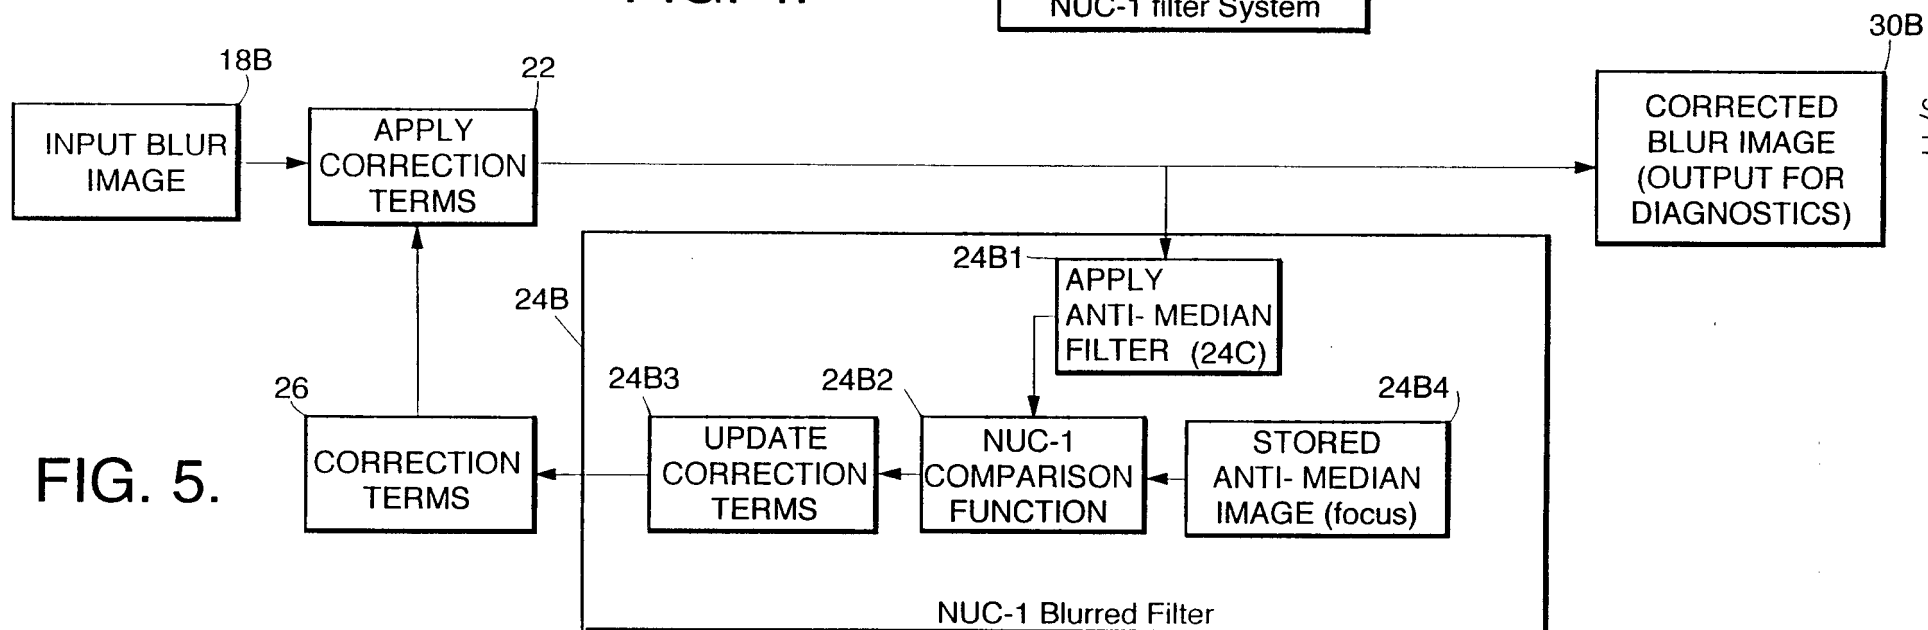 NUC-1 filter System
30B
18B
22
INPUT BLUR
IMAGE
APPLY
CORRECTION
TERMS
CORRECTED
BLUR IMAGE
(OUTPUT FOR
DIAGNOSTICS)
24B1
APPLY
ANTI- MEDIAN
FILTER (24C)
24B
26
24B3
24B2
24B4
CORRECTION
TERMS
UPDATE
CORRECTION
TERMS
NUC-1
COMPARISON
FUNCTION
STORED
ANTI- MEDIAN
IMAGE (focus)
FIG. 5.
NUC-1 Blurred Filter